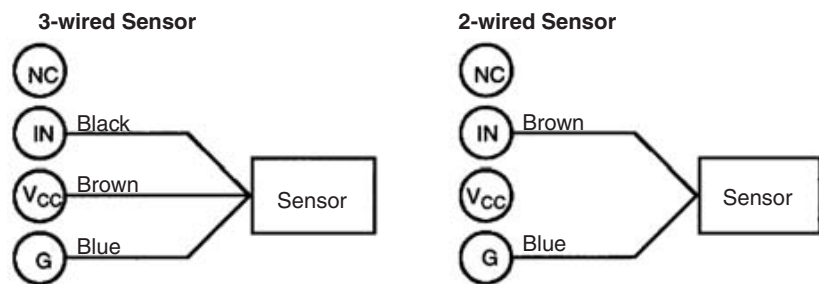 3-wired Sensor
NC
IN Black
VCC Brown
G Blue
Sensor
2-wired Sensor
NC
IN Brown
VCC
G Blue
Sensor